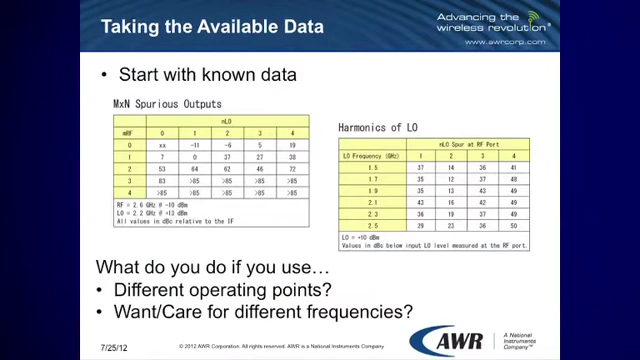 Taking the Available Data
Advancing the
wireless revolution®
www.awrcorp.com
• Start with known data
MxN Spurious Outputs
nLO
mRF 0 1 2 3 4
0 xx -11 -6 5 19
1 7 0 37 27 38
2 53 64 62 46 72
3 83 >85 >85 >85 >85
4 >85 >85 >85 >85 >85
RF = 2.6 GHz @ -10 dBm
LO = 2.2 GHz @ +13 dBm
All values in dBc relative to the IF
Harmonics of LO
nLO Spur at RF Port
LO Frequency (GHz) 1 2 3 4
1.5 37 14 36 41
1.7 35 12 37 48
1.9 35 13 43 49
2.1 43 16 42 49
2.3 36 19 37 49
2.5 29 23 36 50
LO = +10 dBm
Values in dBc below input LO level measured at the RF port.
What do you do if you use…
• Different operating points?
• Want/Care for different frequencies?
7/25/12
© 2012 AWR Corporation. All rights reserved. AWR is a National Instruments Company
AWR
A National
Instruments
Company™